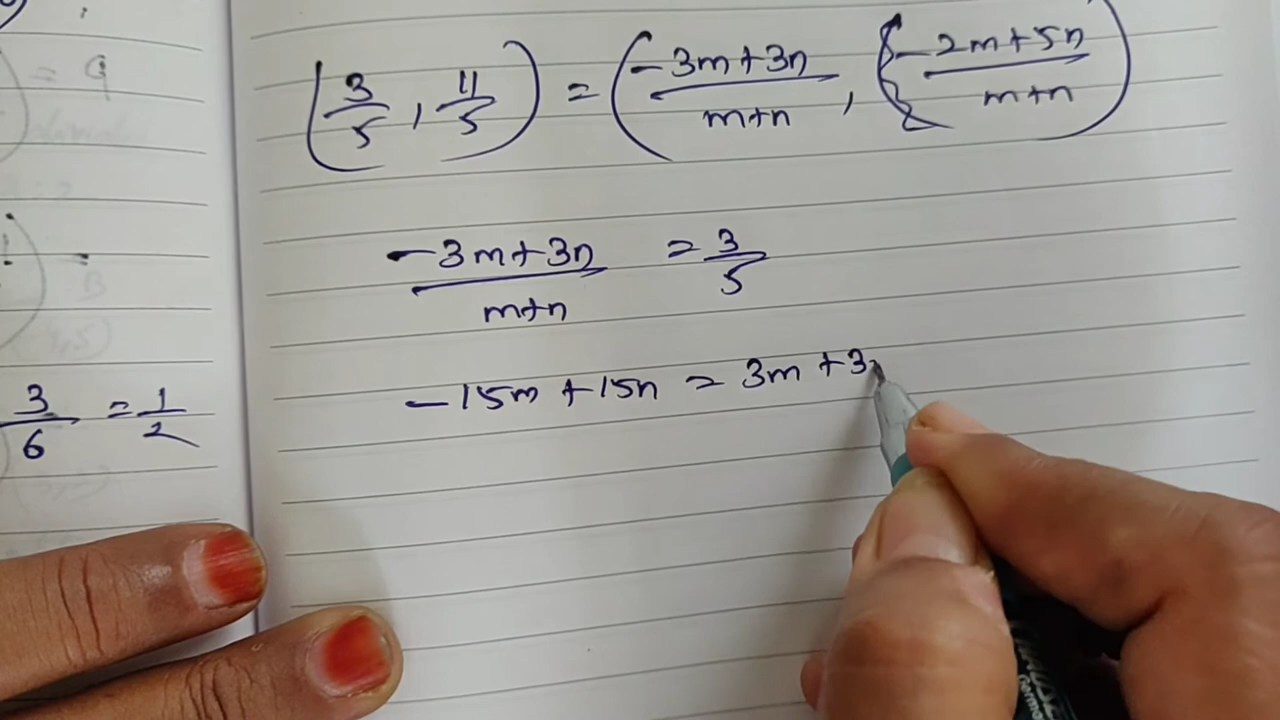 = 9
(3/5, 11/5) = (-3m+3n/m+n, {-2m+5n/m+n)
-3m+3n/m+n = 3/5
-15m +15n = 3m +3
3/6 = 1/2